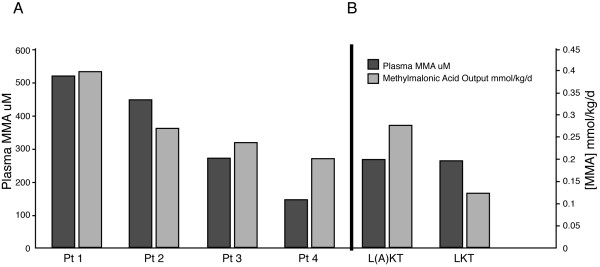 A
B
600
500
400
300
200
100
0
Plasma MMA uM
Pt 1
Pt 2
Pt 3
Pt 4
Plasma MMA uM
Methylmalonic Acid Output mmol/kg/d
L(A)KT
LKT
0.45
0.4
0.35
0.3
0.25
0.2
0.15
0.1
0.05
0
[MMA] mmol/kg/d